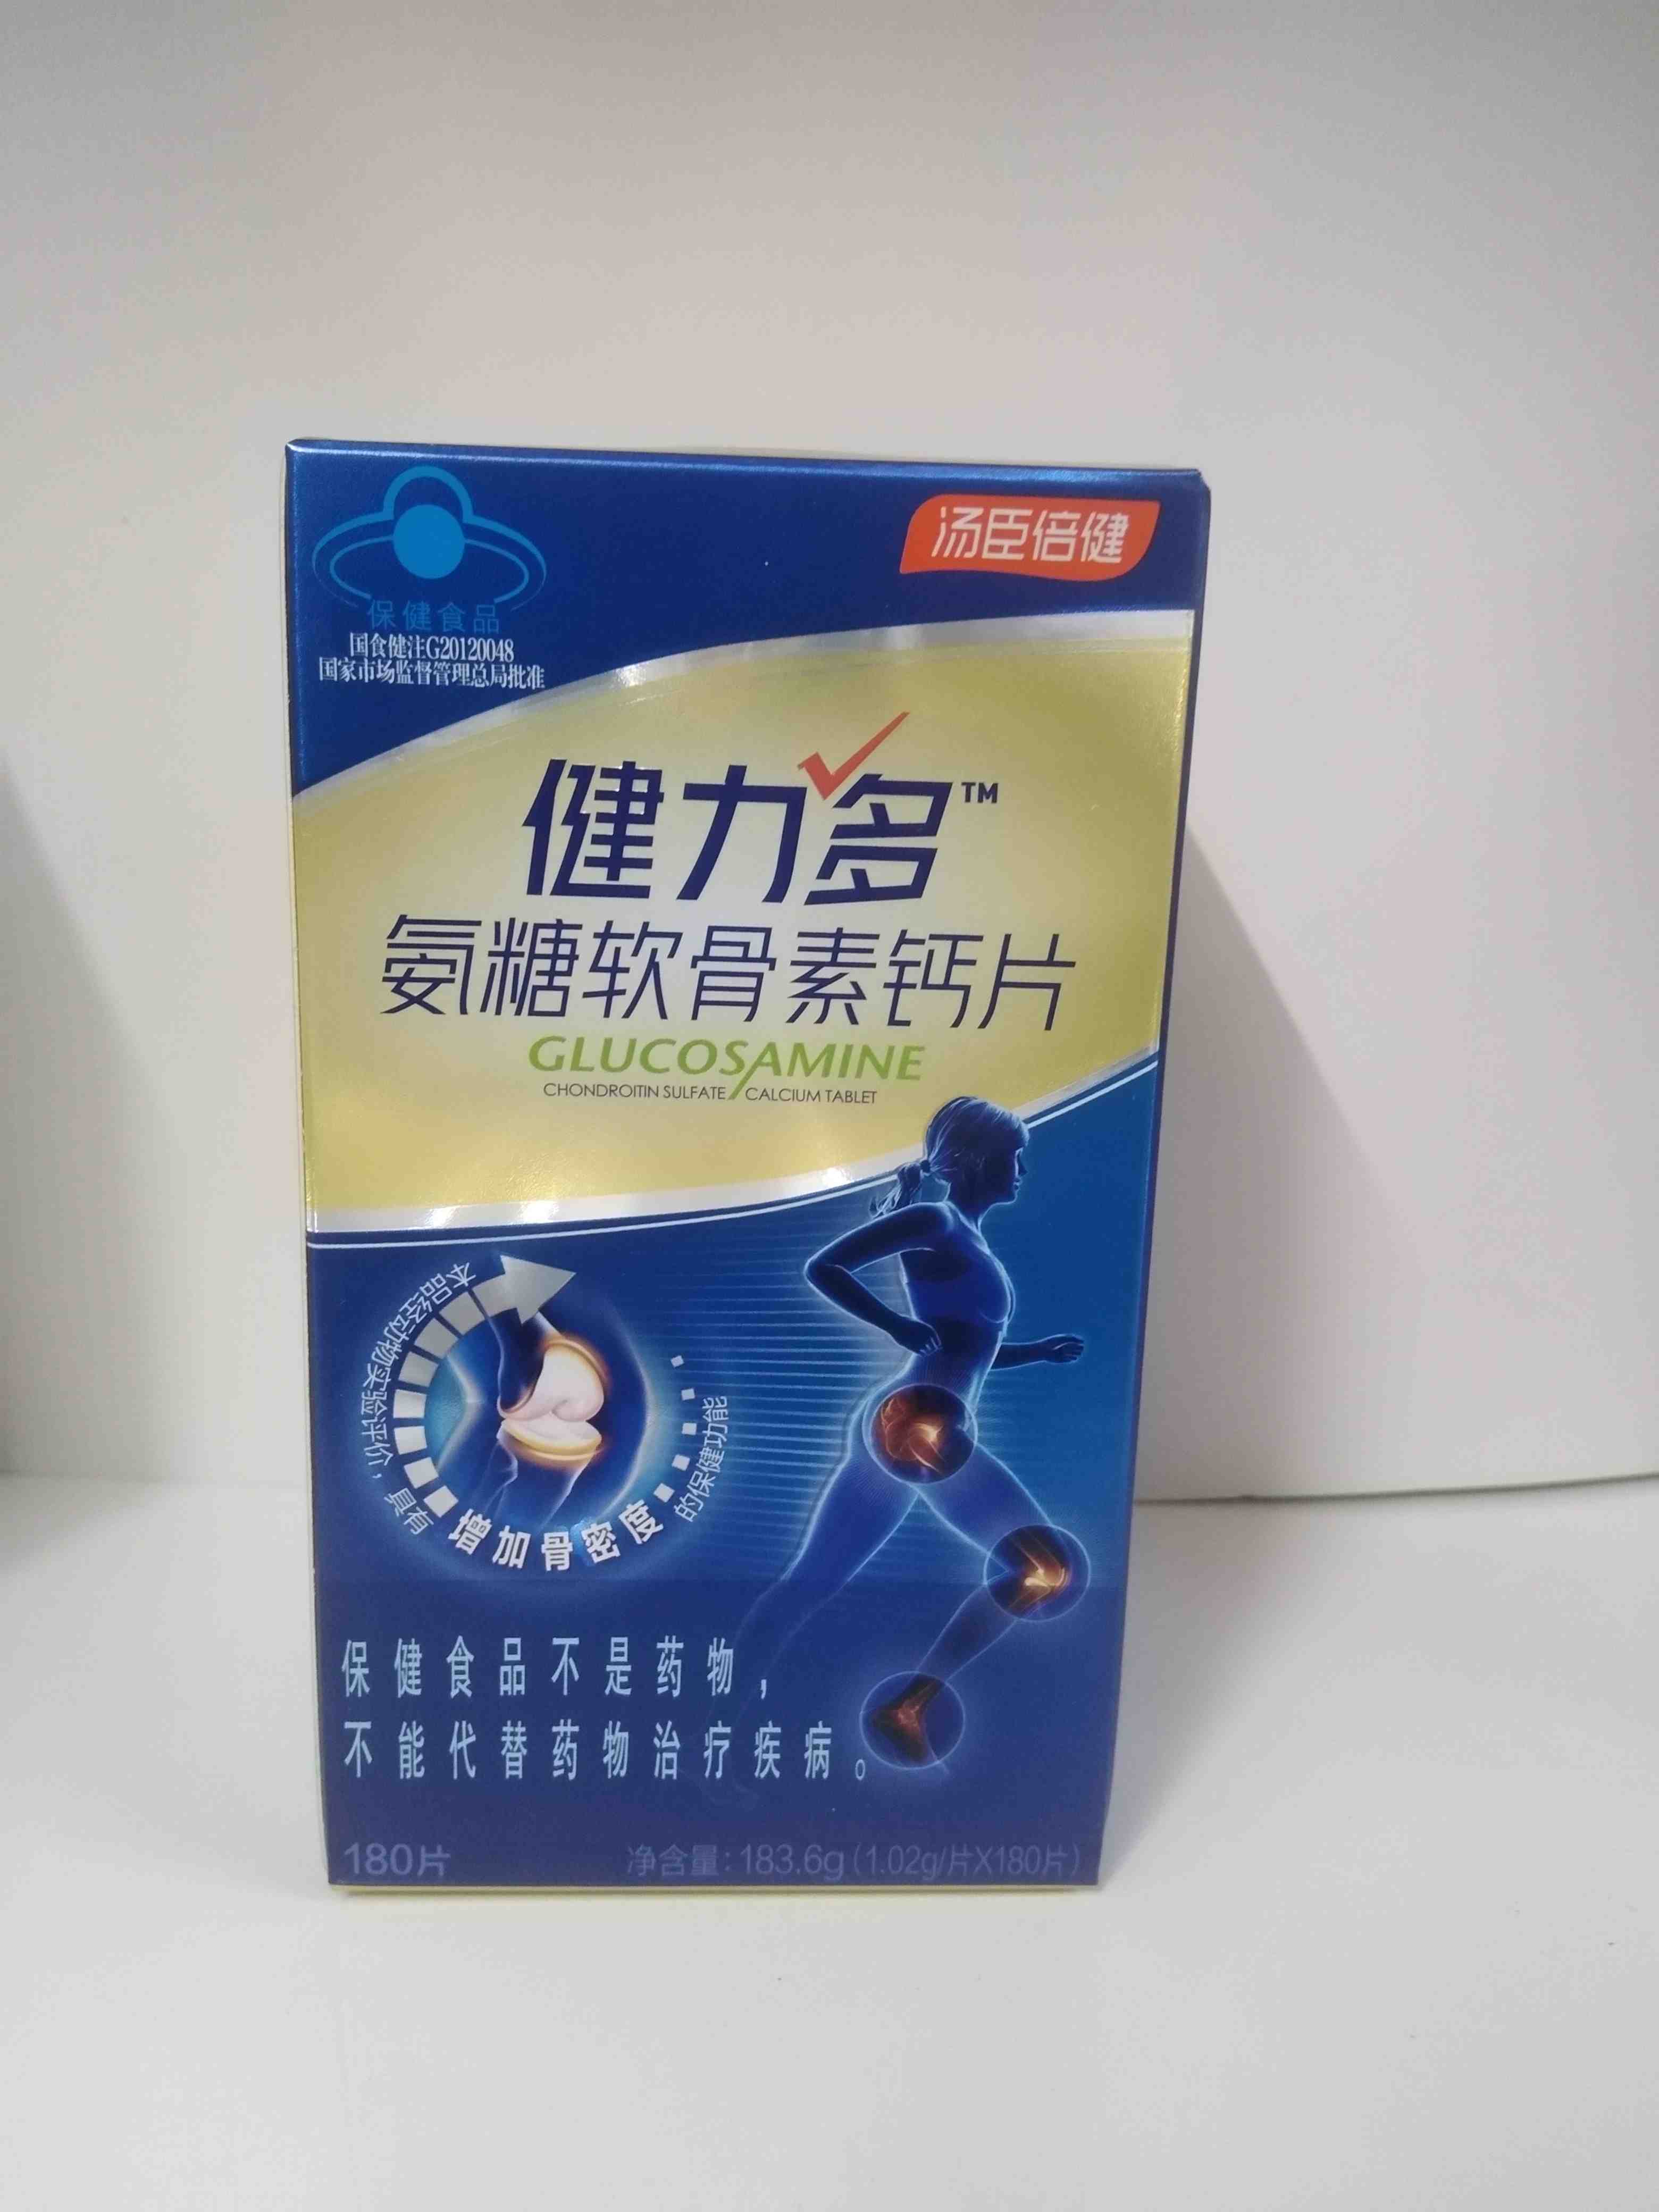 汤臣倍健
保健食品
国食健注G20120048
国家市场监督管理总局批准
健力多™
氨糖软骨素钙片
GLUCOSAMINE
CHONDROITIN SULFATE CALCIUM TABLET
本品经动物实验评价，具有
增加骨密度
的保健功能
保健食品不是药物，
不能代替药物治疗疾病。
180片
净含量：183.6g（1.02g/片X180片）